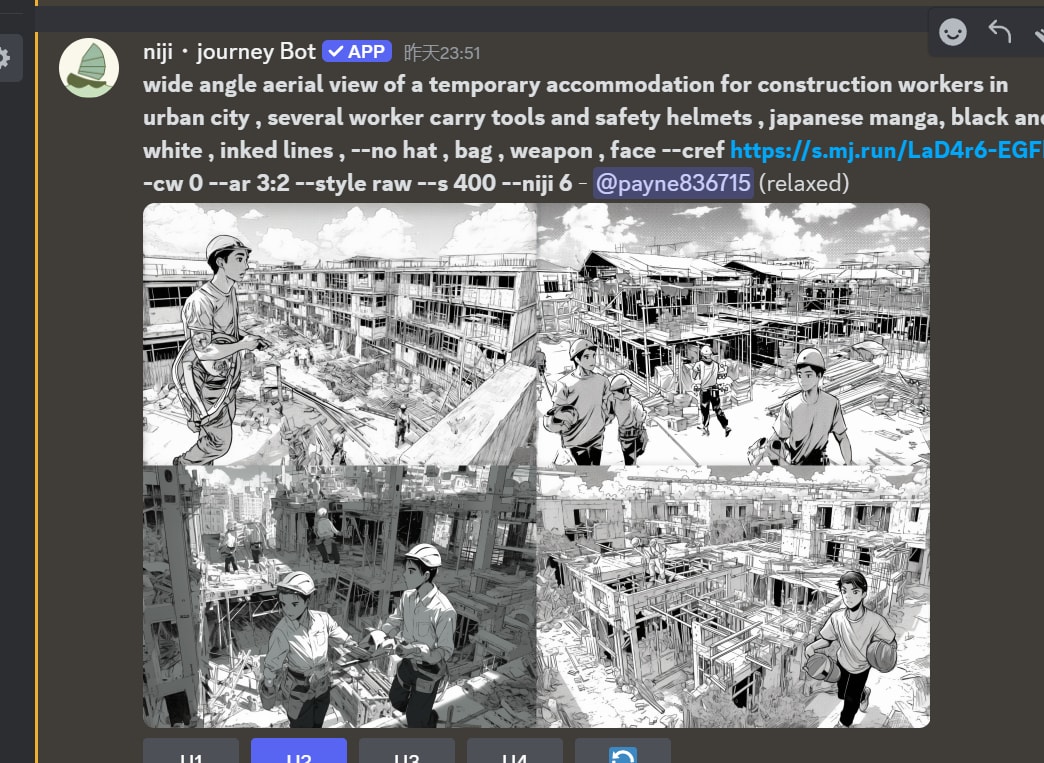 niji・journey Bot ✓ APP 昨天23:51
wide angle aerial view of a temporary accommodation for construction workers in
urban city , several worker carry tools and safety helmets , japanese manga, black and
white , inked lines , --no hat , bag , weapon , face --cref https://s.mj.run/LaD4r6-EGF
-cw 0 --ar 3:2 --style raw --s 400 --niji 6 - @payne836715 (relaxed)
U1 U2 U3 U4